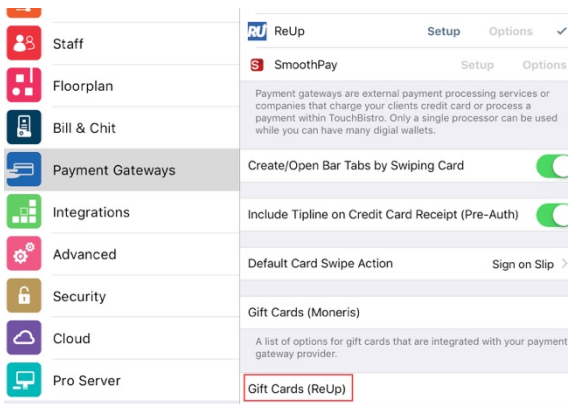 Staff
Floorplan
Bill & Chit
Payment Gateways
Integrations
Advanced
Security
Cloud
Pro Server
RU ReUp Setup Options
S SmoothPay Setup Options
Payment gateways are external payment processing services or
companies that charge your clients credit card or process a
payment within TouchBistro. Only a single processor can be used
while you can have many digial wallets.
Create/Open Bar Tabs by Swiping Card
Include Tipline on Credit Card Receipt (Pre-Auth)
Default Card Swipe Action Sign on Slip >
Gift Cards (Moneris)
A list of options for gift cards that are integrated with your payment
gateway provider.
Gift Cards (ReUp)